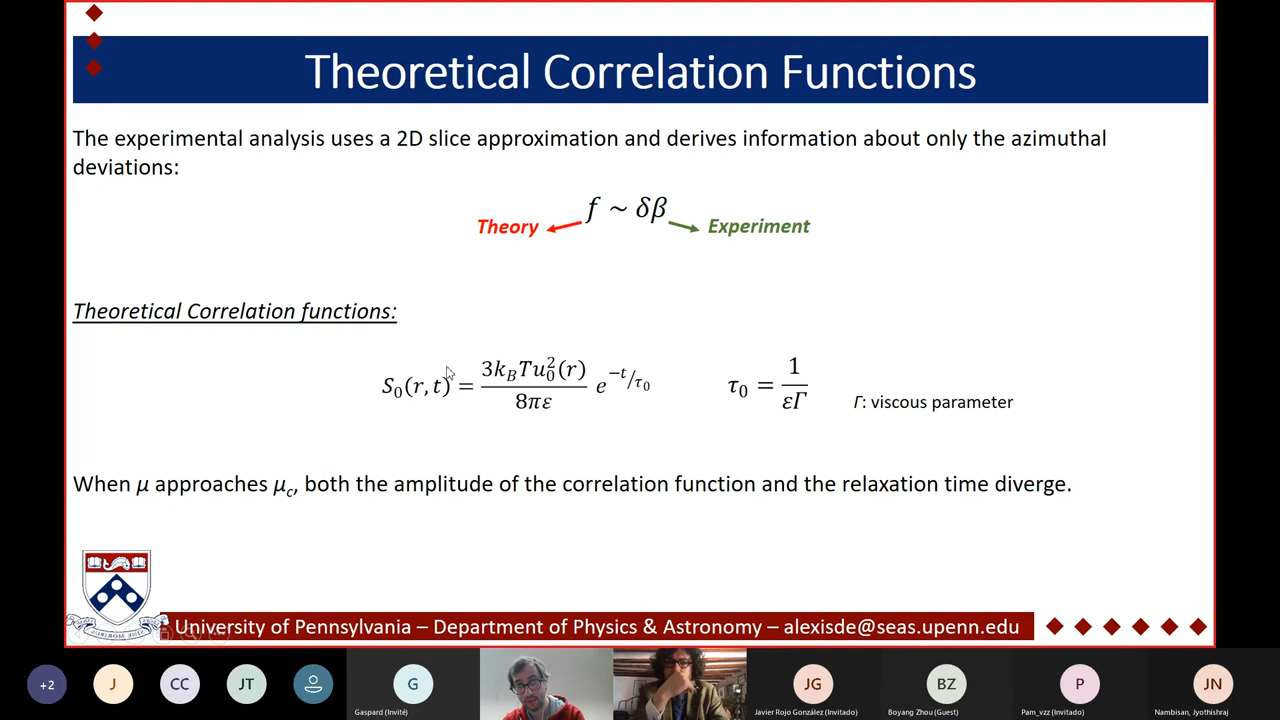 Theoretical Correlation Functions
The experimental analysis uses a 2D slice approximation and derives information about only the azimuthal
deviations:
f ~ δβ
Theory
Experiment
Theoretical Correlation functions:
S₀(r, t) = 3k_BTu₀²(r) / 8πε e^(−t/τ₀)
τ₀ = 1 / εΓ
Γ: viscous parameter
When μ approaches μ_c, both the amplitude of the correlation function and the relaxation time diverge.
University of Pennsylvania – Department of Physics & Astronomy – alexisde@seas.upenn.edu
+2
J
CC
JT
G
Gaspard (Invité)
JG
Javier Rojo González (Invitado)
BZ
Boyang Zhou (Guest)
P
Pam_vzz (Invitado)
JN
Nambisan, Jyothishraj